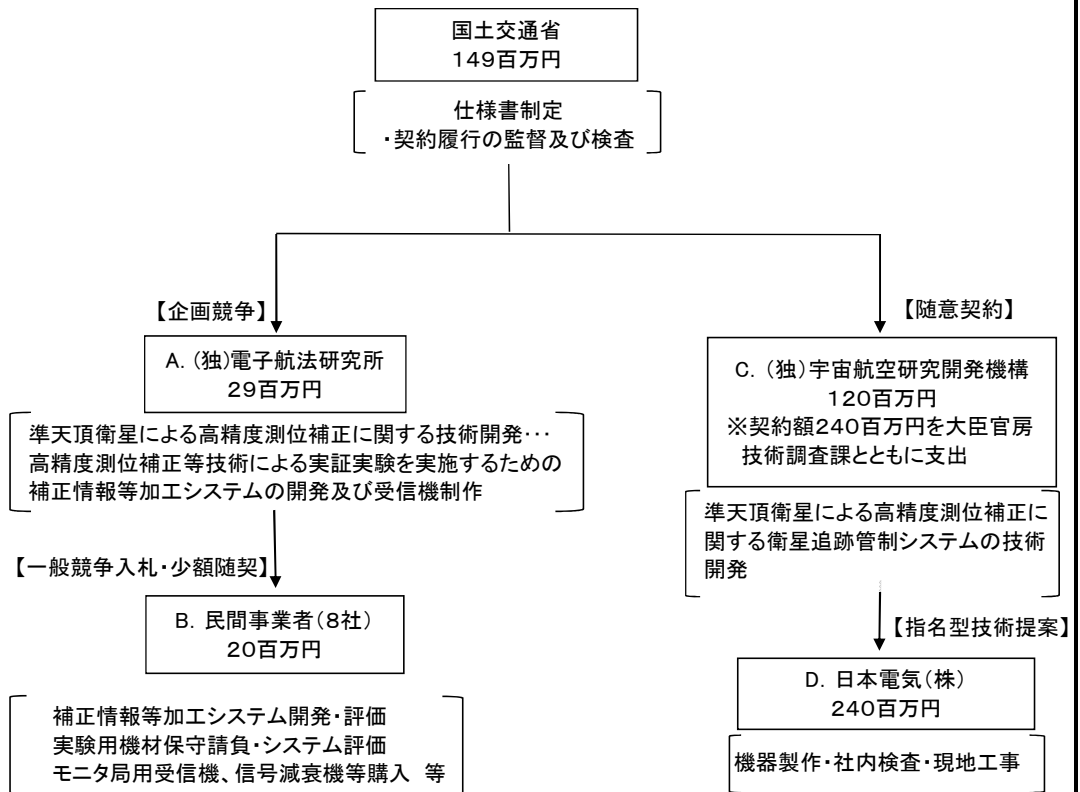 国土交通省
149百万円
仕様書制定
・契約履行の監督及び検査
【企画競争】
A. (独)電子航法研究所
29百万円
準天頂衛星による高精度測位補正に関する技術開発…
高精度測位補正等技術による実証実験を実施するための
補正情報等加工システムの開発及び受信機制作
【一般競争入札・少額随契】
B. 民間事業者(8社)
20百万円
補正情報等加工システム開発・評価
実験用機材保守請負・システム評価
モニタ局用受信機、信号減衰機等購入 等
【随意契約】
C. (独)宇宙航空研究開発機構
120百万円
※契約額240百万円を大臣官房
技術調査課とともに支出
準天頂衛星による高精度測位補正に
関する衛星追跡管制システムの技術
開発
【指名型技術提案】
D. 日本電気(株)
240百万円
機器製作・社内検査・現地工事